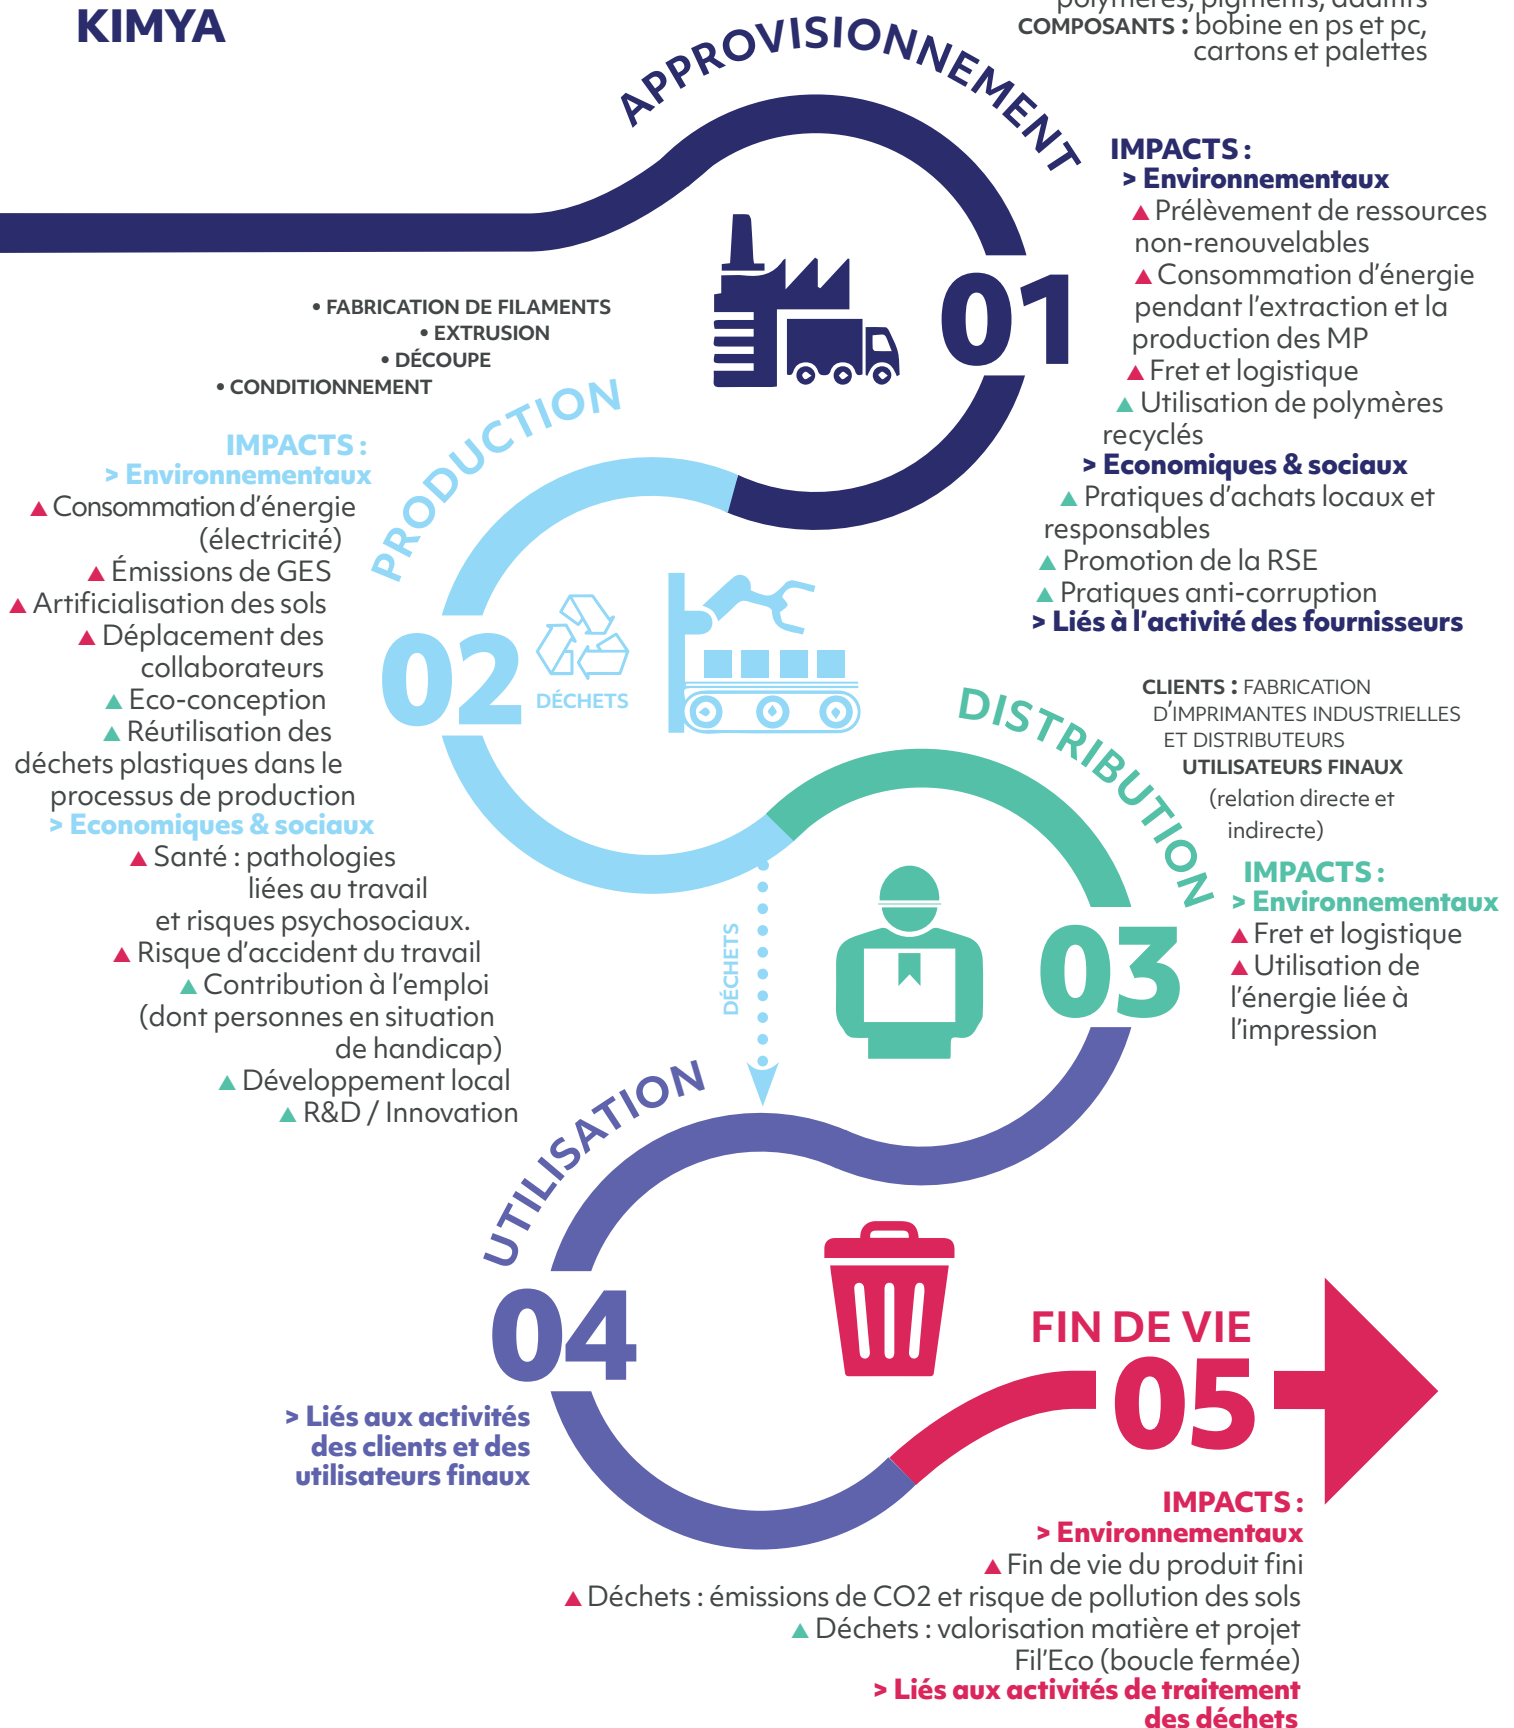 KIMYA
polymères, pigments, additifs
COMPOSANTS : bobine en ps et pc,
cartons et palettes
APPROVISIONNEMENT
01
IMPACTS :
> Environnementaux
▲ Prélèvement de ressources
non-renouvelables
▲ Consommation d'énergie
pendant l'extraction et la
production des MP
▲ Fret et logistique
▲ Utilisation de polymères
recyclés
> Economiques & sociaux
▲ Pratiques d'achats locaux et
responsables
▲ Promotion de la RSE
▲ Pratiques anti-corruption
> Liés à l'activité des fournisseurs
• FABRICATION DE FILAMENTS
• EXTRUSION
• DÉCOUPE
• CONDITIONNEMENT
PRODUCTION
02
DÉCHETS
IMPACTS :
> Environnementaux
▲ Consommation d'énergie
(électricité)
▲ Émissions de GES
▲ Artificialisation des sols
▲ Déplacement des
collaborateurs
▲ Eco-conception
▲ Réutilisation des
déchets plastiques dans le
processus de production
> Economiques & sociaux
▲ Santé : pathologies
liées au travail
et risques psychosociaux.
▲ Risque d'accident du travail
▲ Contribution à l'emploi
(dont personnes en situation
de handicap)
▲ Développement local
▲ R&D / Innovation
DÉCHETS
DISTRIBUTION
03
CLIENTS : FABRICATION
D'IMPRIMANTES INDUSTRIELLES
ET DISTRIBUTEURS
UTILISATEURS FINAUX
(relation directe et
indirecte)
IMPACTS :
> Environnementaux
▲ Fret et logistique
▲ Utilisation de
l'énergie liée à
l'impression
UTILISATION
04
> Liés aux activités
des clients et des
utilisateurs finaux
FIN DE VIE
05
IMPACTS :
> Environnementaux
▲ Fin de vie du produit fini
▲ Déchets : émissions de CO2 et risque de pollution des sols
▲ Déchets : valorisation matière et projet
Fil'Eco (boucle fermée)
> Liés aux activités de traitement
des déchets